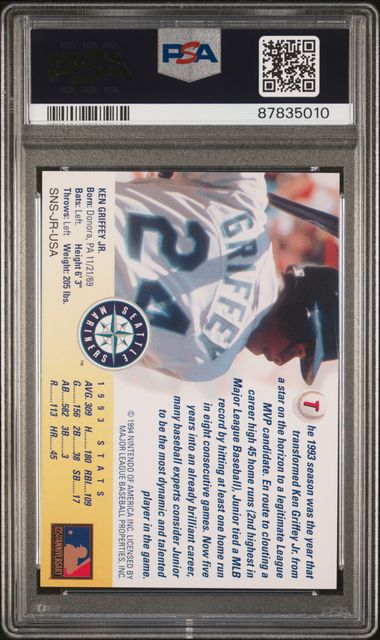 PSA
PSA
87835010
The 1993 season was the year that
transformed Ken Griffey Jr. from
a star on the horizon to a legitimate League
MVP candidate. En route to clouting a
career high 45 home runs (2nd highest in
Major League Baseball), Junior tied a MLB
record by hitting at least one home run
in eight consecutive games. Now five
years into an already brilliant career,
many baseball experts consider Junior
to be the most dynamic and talented
player in the game.
© 1994 NINTENDO OF AMERICA INC. LICENSED BY
MAJOR LEAGUE BASEBALL PROPERTIES, INC.
GRIFFEY
24
KEN GRIFFEY JR.
Born: Donora, PA 11/21/69
Bats: Left. Height 6' 3"
Throws: Left. Weight: 205 lbs.
SNS-JR-USA
SEATTLE
MARINERS
™
1993 STATS
AVG .309 H.......180 RBI..109
G.......156 2B......38 SB.....17
AB.....582 3B.......3
R.......113 HR.....45
125th ANNIVERSARY